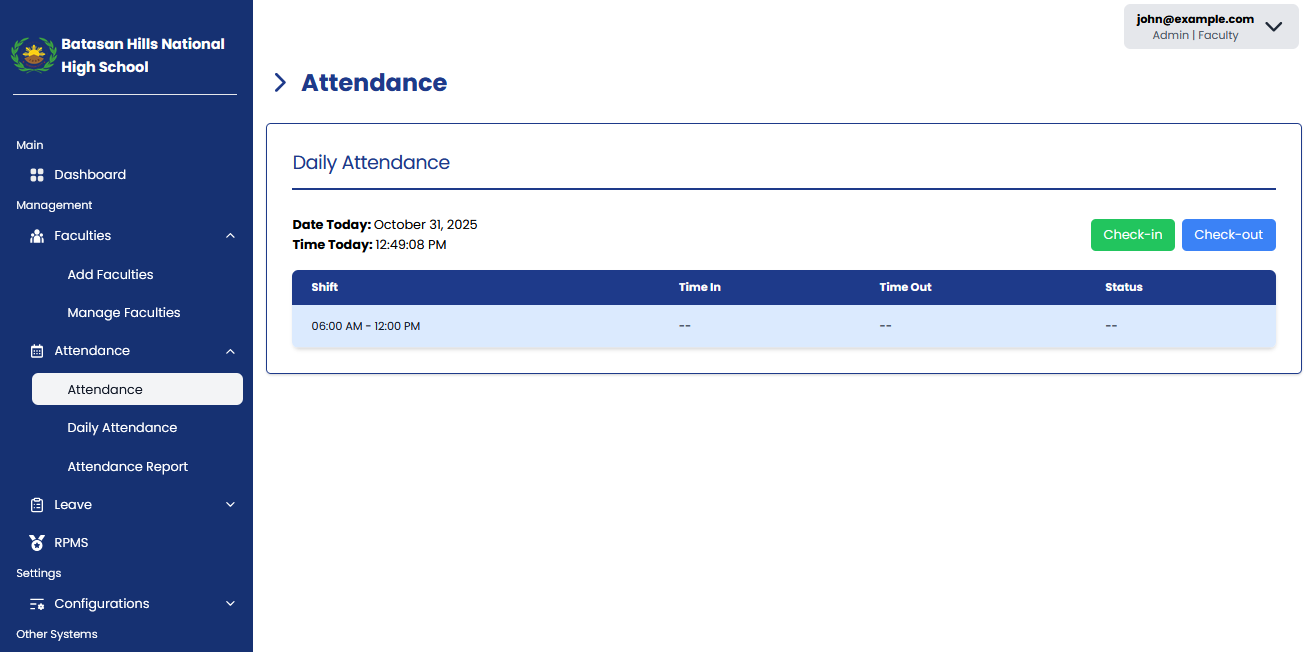 Batasan Hills National
High School
Main
Dashboard
Management
Faculties
Add Faculties
Manage Faculties
Attendance
Attendance
Daily Attendance
Attendance Report
Leave
RPMS
Settings
Configurations
Other Systems
john@example.com
Admin | Faculty
Attendance
Daily Attendance
Date Today: October 31, 2025
Time Today: 12:49:08 PM
Check-in Check-out
Shift Time In Time Out Status
06:00 AM - 12:00 PM -- -- --